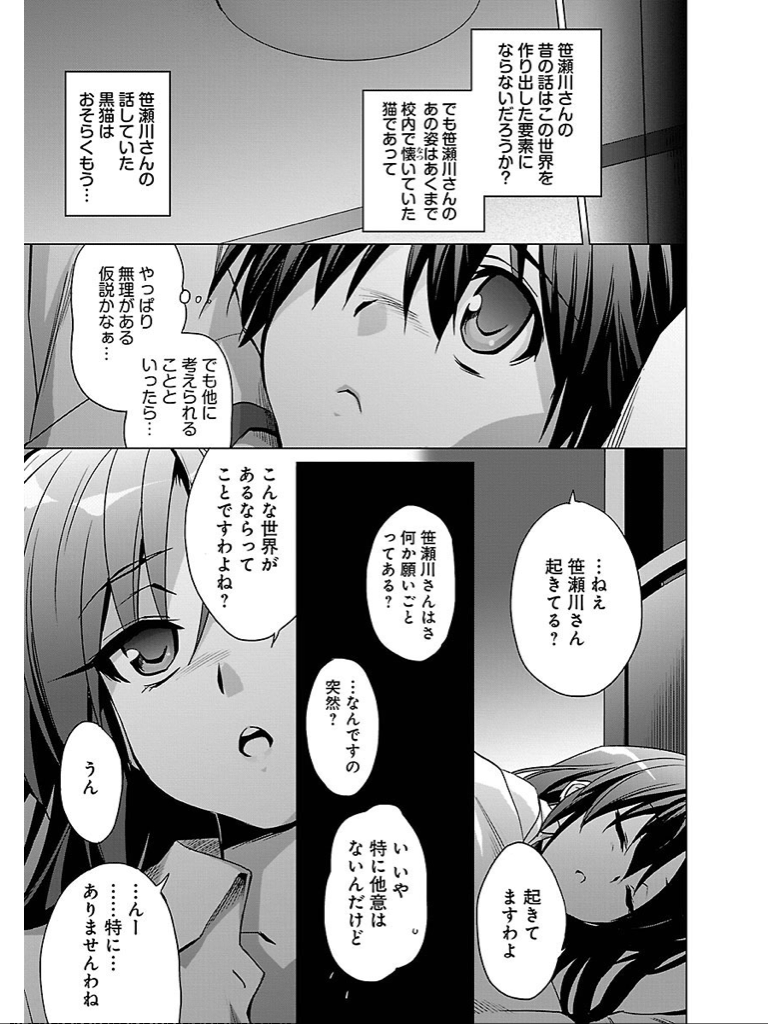 笹瀬川さんの
昔の話はこの世界を
作り出した要素に
ならないだろうか?
でも笹瀬川さんの
あの姿はあくまで
校内で懐いていた
なつ
猫であって
笹瀬川さんの
話していた
黒猫は
おそらくもう…
でも他に
考えられる
ことと
いったら…
やっぱり
無理がある
仮説かなぁ…
…ねえ
笹瀬川さん
起きてる?
起きて
ますわよ
笹瀬川さんはさ
何か願いごと
ってある?
…なんですの
突然?
いいや
特に他意は
ないんだけど
こんな世界が
あるならって
ことですわよね?
うん
…んー
……特に…
ありませんわね